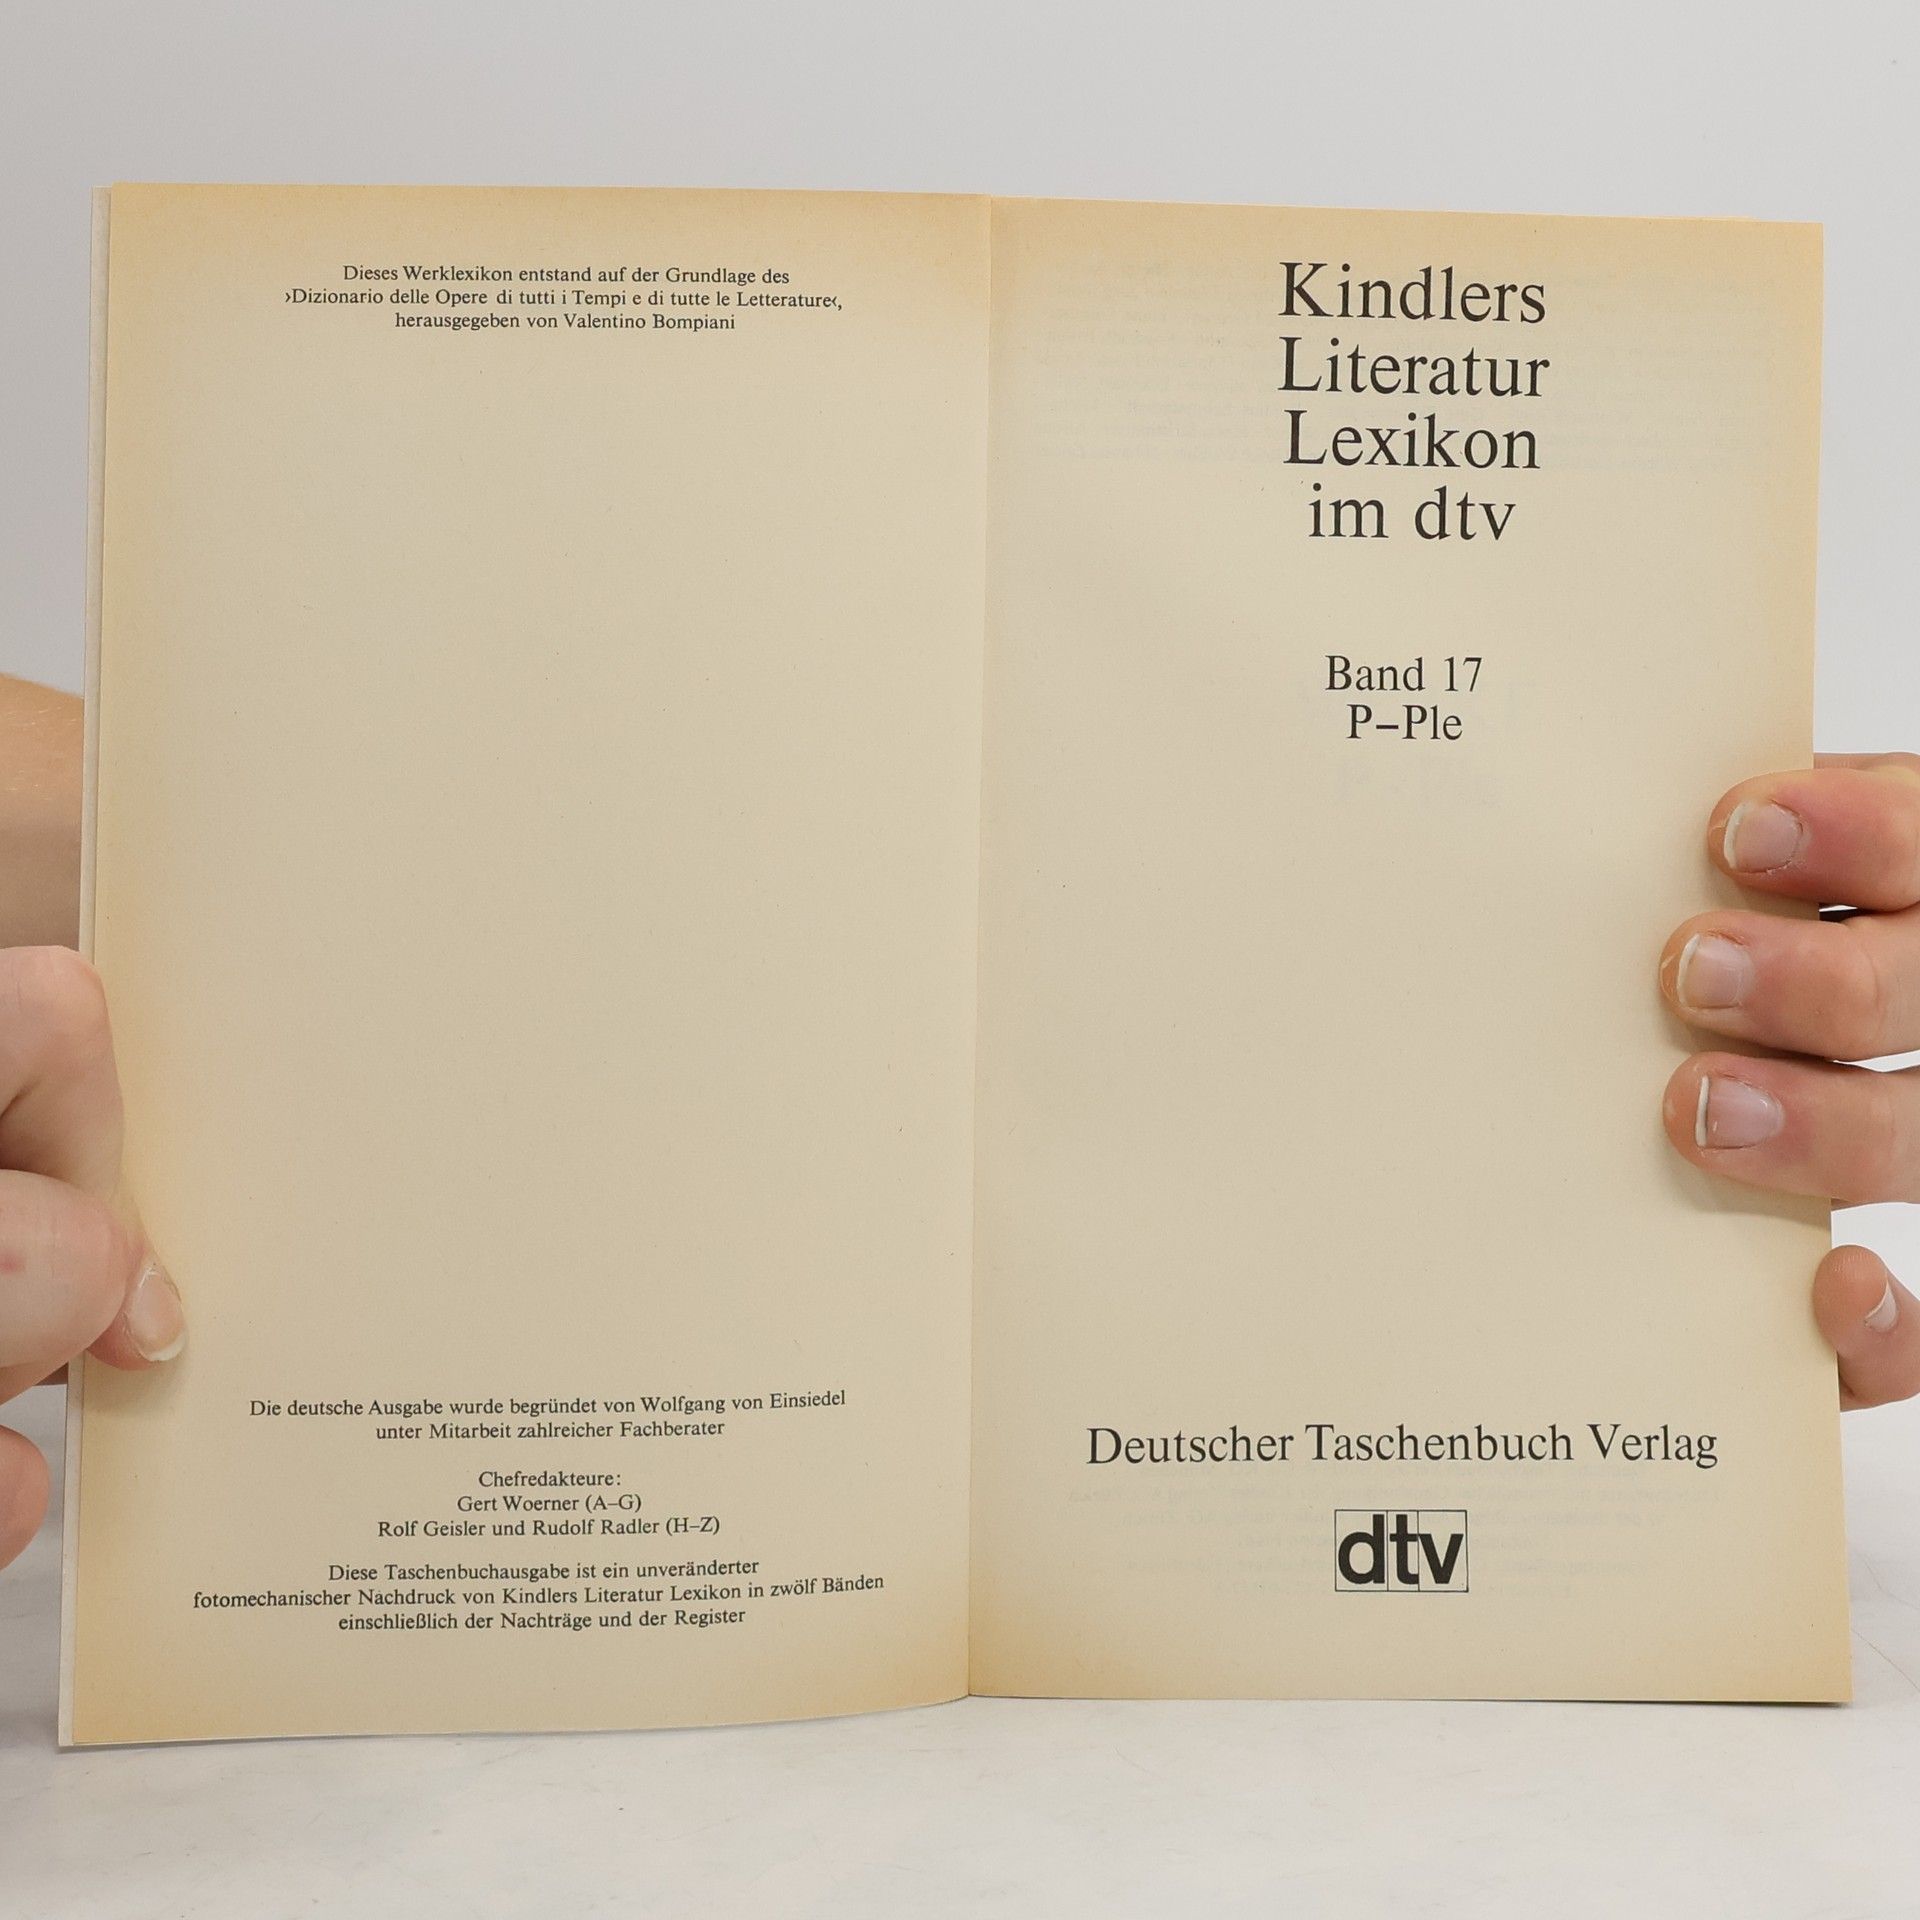 Dieses Werklexikon entstand auf der Grundlage des
›Dizionario delle Opere di tutti i Tempi e di tutte le Letterature‹,
herausgegeben von Valentino Bompiani
Die deutsche Ausgabe wurde begründet von Wolfgang von Einsiedel
unter Mitarbeit zahlreicher Fachberater
Chefredakteure:
Gert Woerner (A–G)
Rolf Geisler und Rudolf Radler (H–Z)
Diese Taschenbuchausgabe ist ein unveränderter
fotomechanischer Nachdruck von Kindlers Literatur Lexikon in zwölf Bänden
einschließlich der Nachträge und der Register
Kindlers
Literatur
Lexikon
im dtv
Band 17
P–Ple
Deutscher Taschenbuch Verlag
dtv